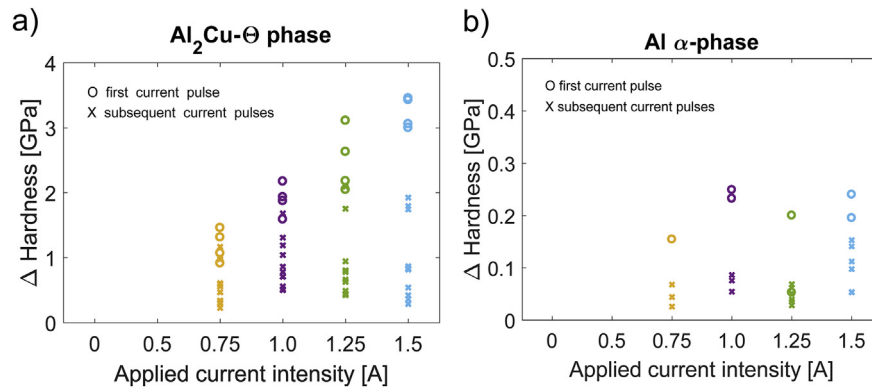 a)
Al2Cu-Θ phase
Δ Hardness [GPa]
4
3
2
1
0
O first current pulse
X subsequent current pulses
0 0 0.75 1.0 1.25 1.5
Applied current intensity [A]
b)
Al α-phase
Δ Hardness [GPa]
0.5
0.4
0.3
0.2
0.1
0
O first current pulse
X subsequent current pulses
0 0 0.75 1.0 1.25 1.5
Applied current intensity [A]